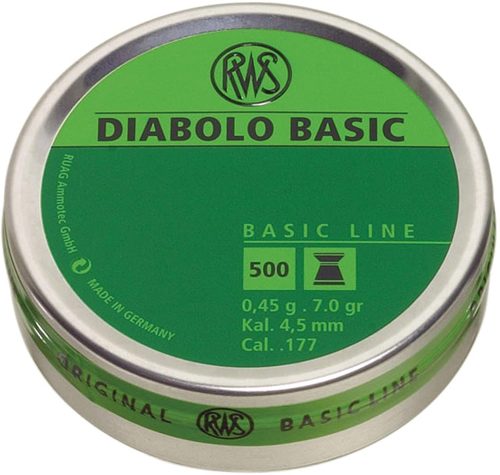 RWS
DIABOLO BASIC
BASIC LINE
500
0,45 g . 7.0 gr
Kal. 4,5 mm
Cal. .177
RUAG Ammotec GmbH
MADE IN GERMANY
ORIGINAL RWS BASIC LINE